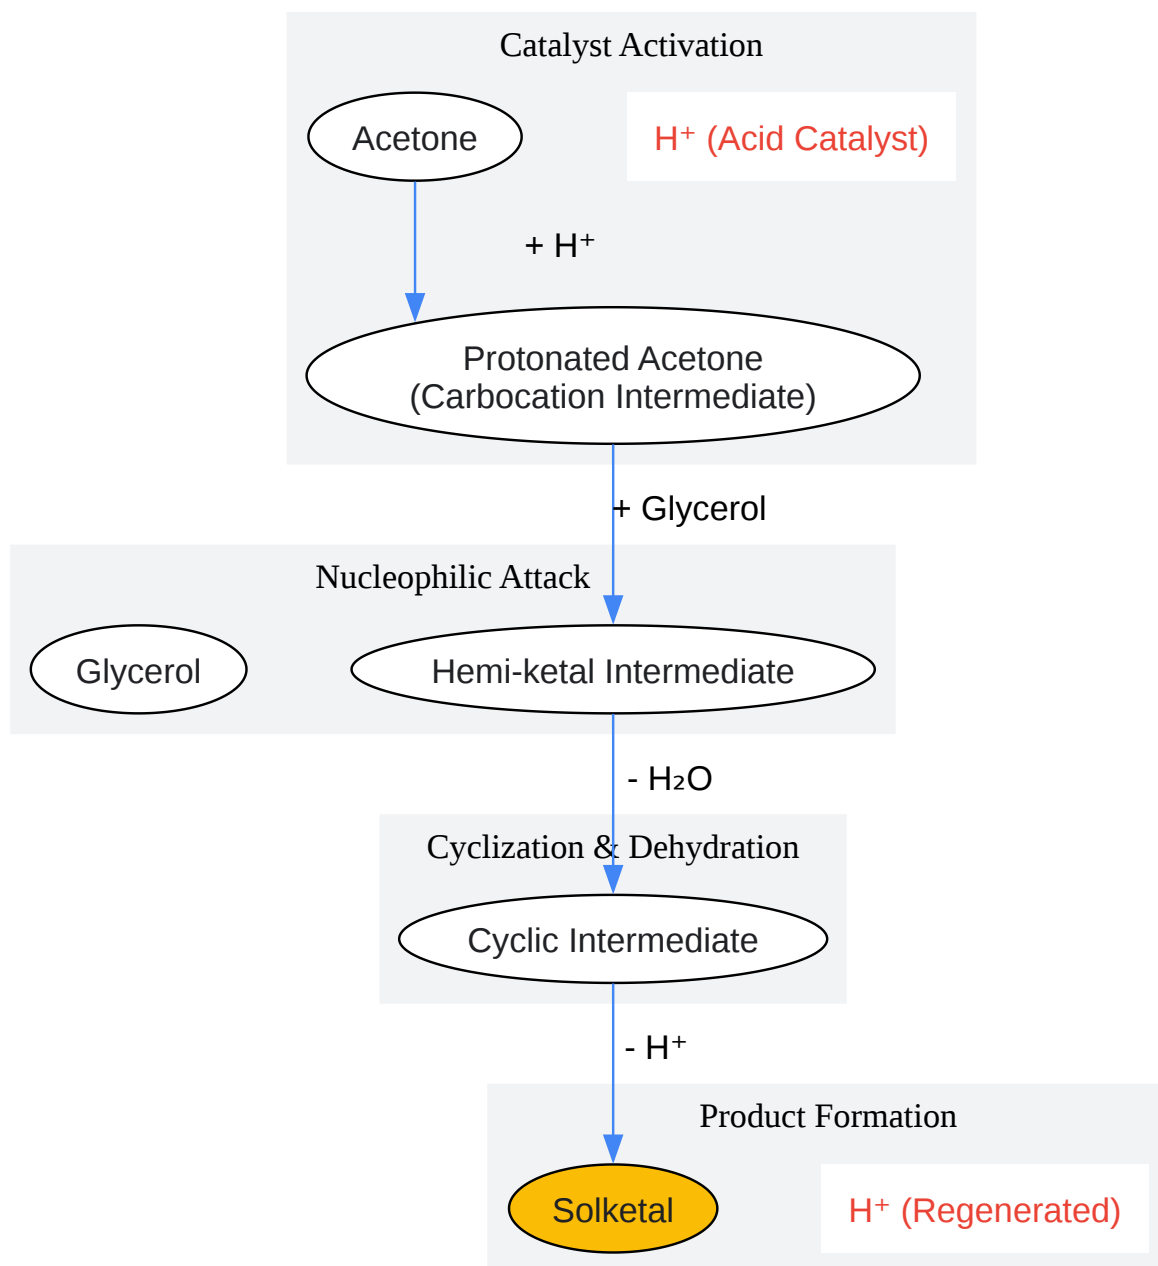 Catalyst Activation
Acetone
H⁺ (Acid Catalyst)
+ H⁺
Protonated Acetone
(Carbocation Intermediate)
+ Glycerol
Nucleophilic Attack
Glycerol
Hemi-ketal Intermediate
- H₂O
Cyclization & Dehydration
Cyclic Intermediate
- H⁺
Product Formation
Solketal
H⁺ (Regenerated)